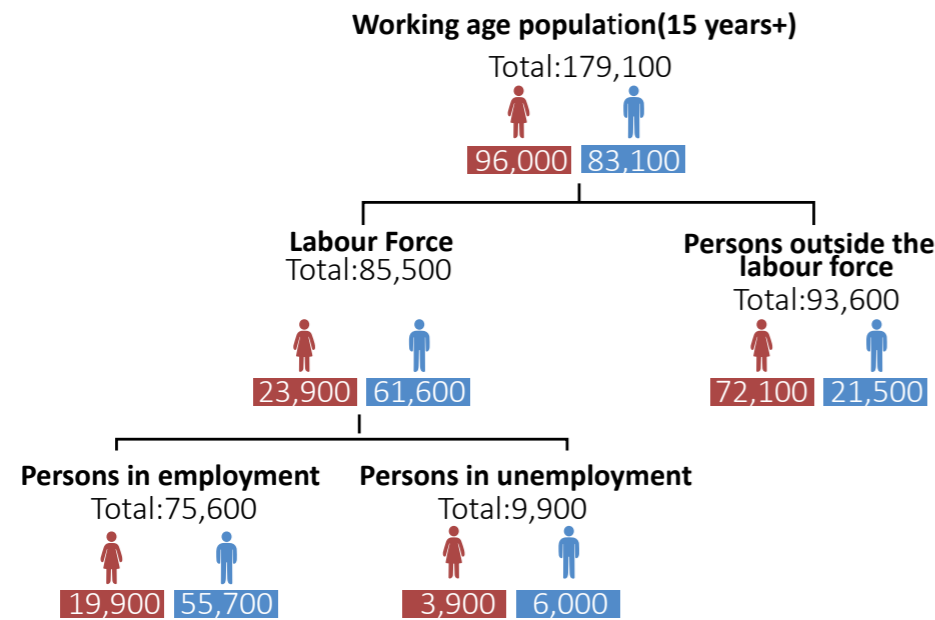 Working age population(15 years+)
Total:179,100
96,000 83,100
Labour Force
Total:85,500
23,900 61,600
Persons outside the
labour force
Total:93,600
72,100 21,500
Persons in employment
Total:75,600
19,900 55,700
Persons in unemployment
Total:9,900
3,900 6,000